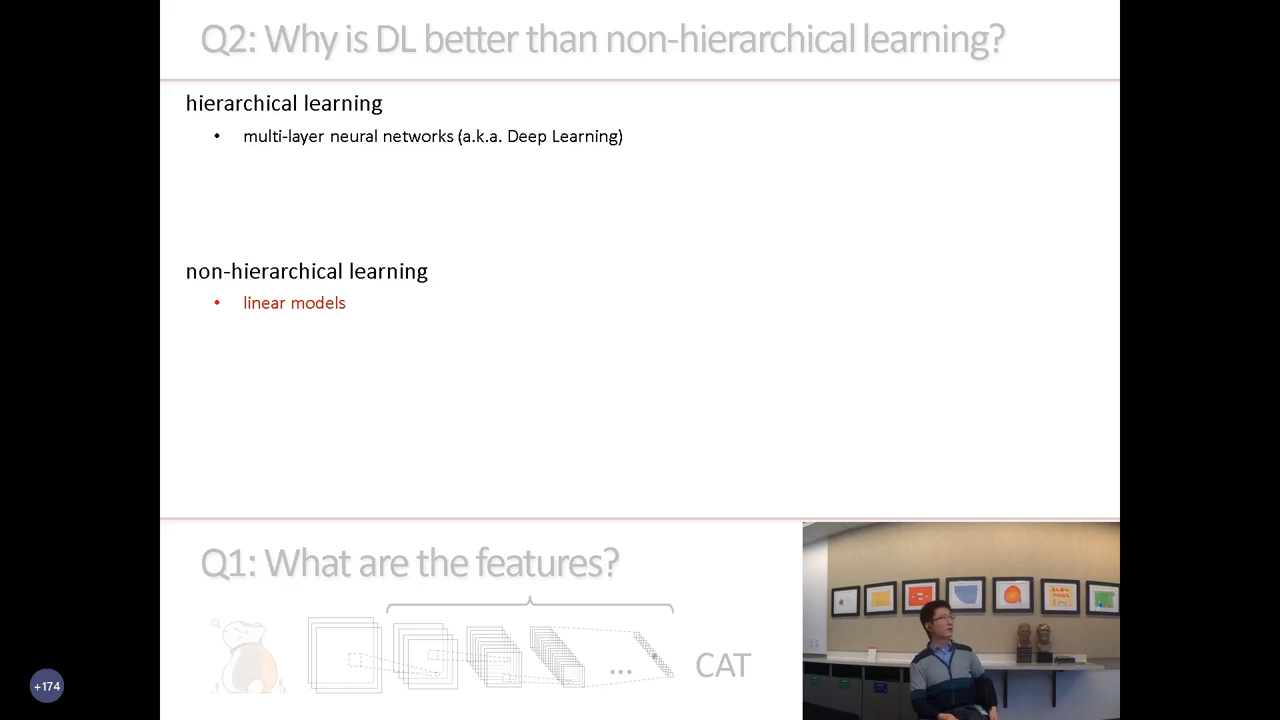 Q2: Why is DL better than non-hierarchical learning?
hierarchical learning
• multi-layer neural networks (a.k.a. Deep Learning)
non-hierarchical learning
• linear models
Q1: What are the features?
...
CAT
+174